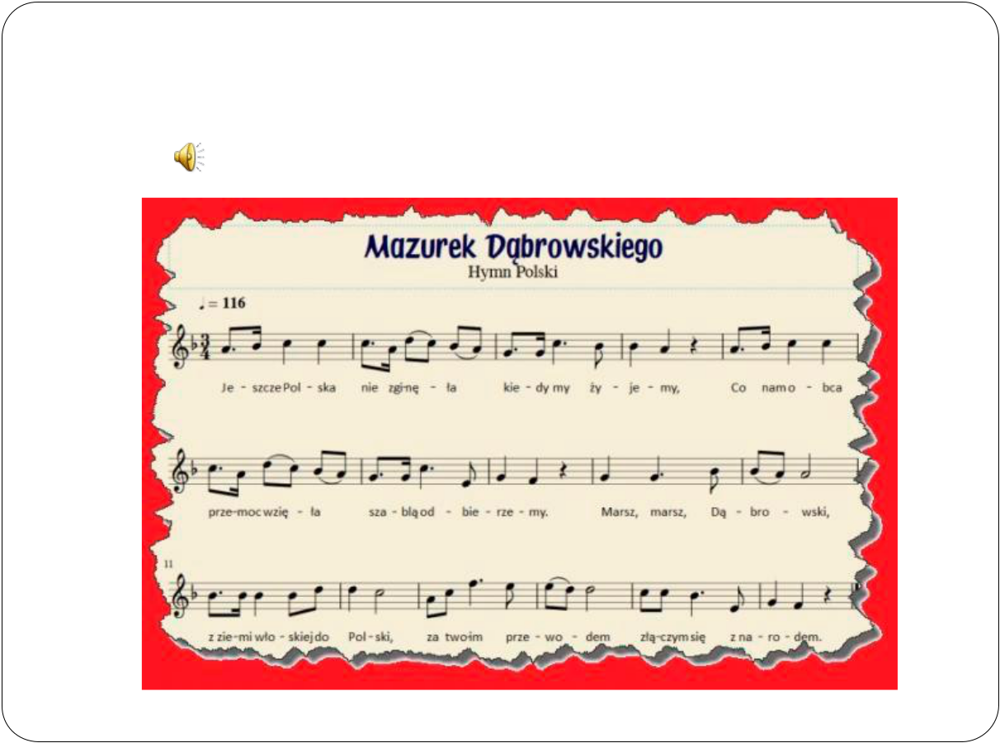 Mazurek Dąbrowskiego
Hymn Polski
♩ = 116
3
4
Je - szcze Pol - ska nie zgi-nę - ła kie - dy my ży - je - my, Co nam o - bca
prze-moc wzię - ła sza - blą od - bie - rze - my. Marsz, marsz, Dą - bro - wski,
11
z zie-mi wło - skiej do Pol-ski, za two-im prze - wo - dem złą-czym się z na - ro - dem.